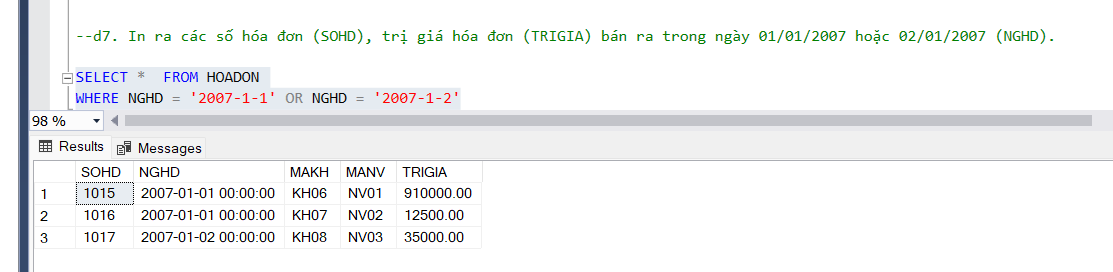 --d7. In ra các số hóa đơn (SOHD), trị giá hóa đơn (TRIGIA) bán ra trong ngày 01/01/2007 hoặc 02/01/2007 (NGHD).
SELECT * FROM HOADON
WHERE NGHD = '2007-1-1' OR NGHD = '2007-1-2'
98 %
Results Messages
SOHD NGHD MAKH MANV TRIGIA
1 1015 2007-01-01 00:00:00 KH06 NV01 910000.00
2 1016 2007-01-01 00:00:00 KH07 NV02 12500.00
3 1017 2007-01-02 00:00:00 KH08 NV03 35000.00